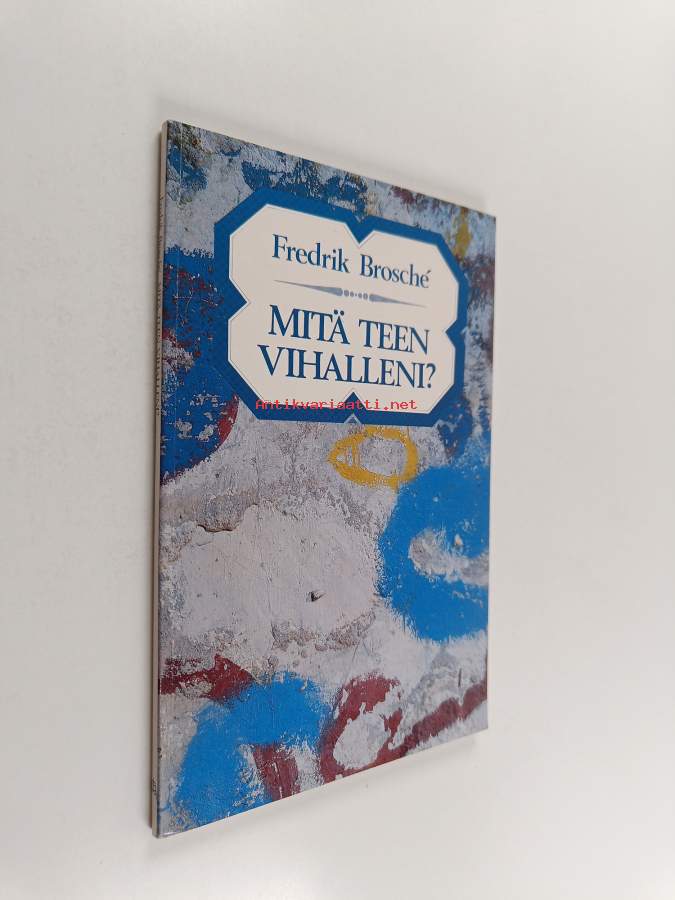 Fredrik Brosché
MITÄ TEEN
VIHALLENI?
Antikvariaatti.net